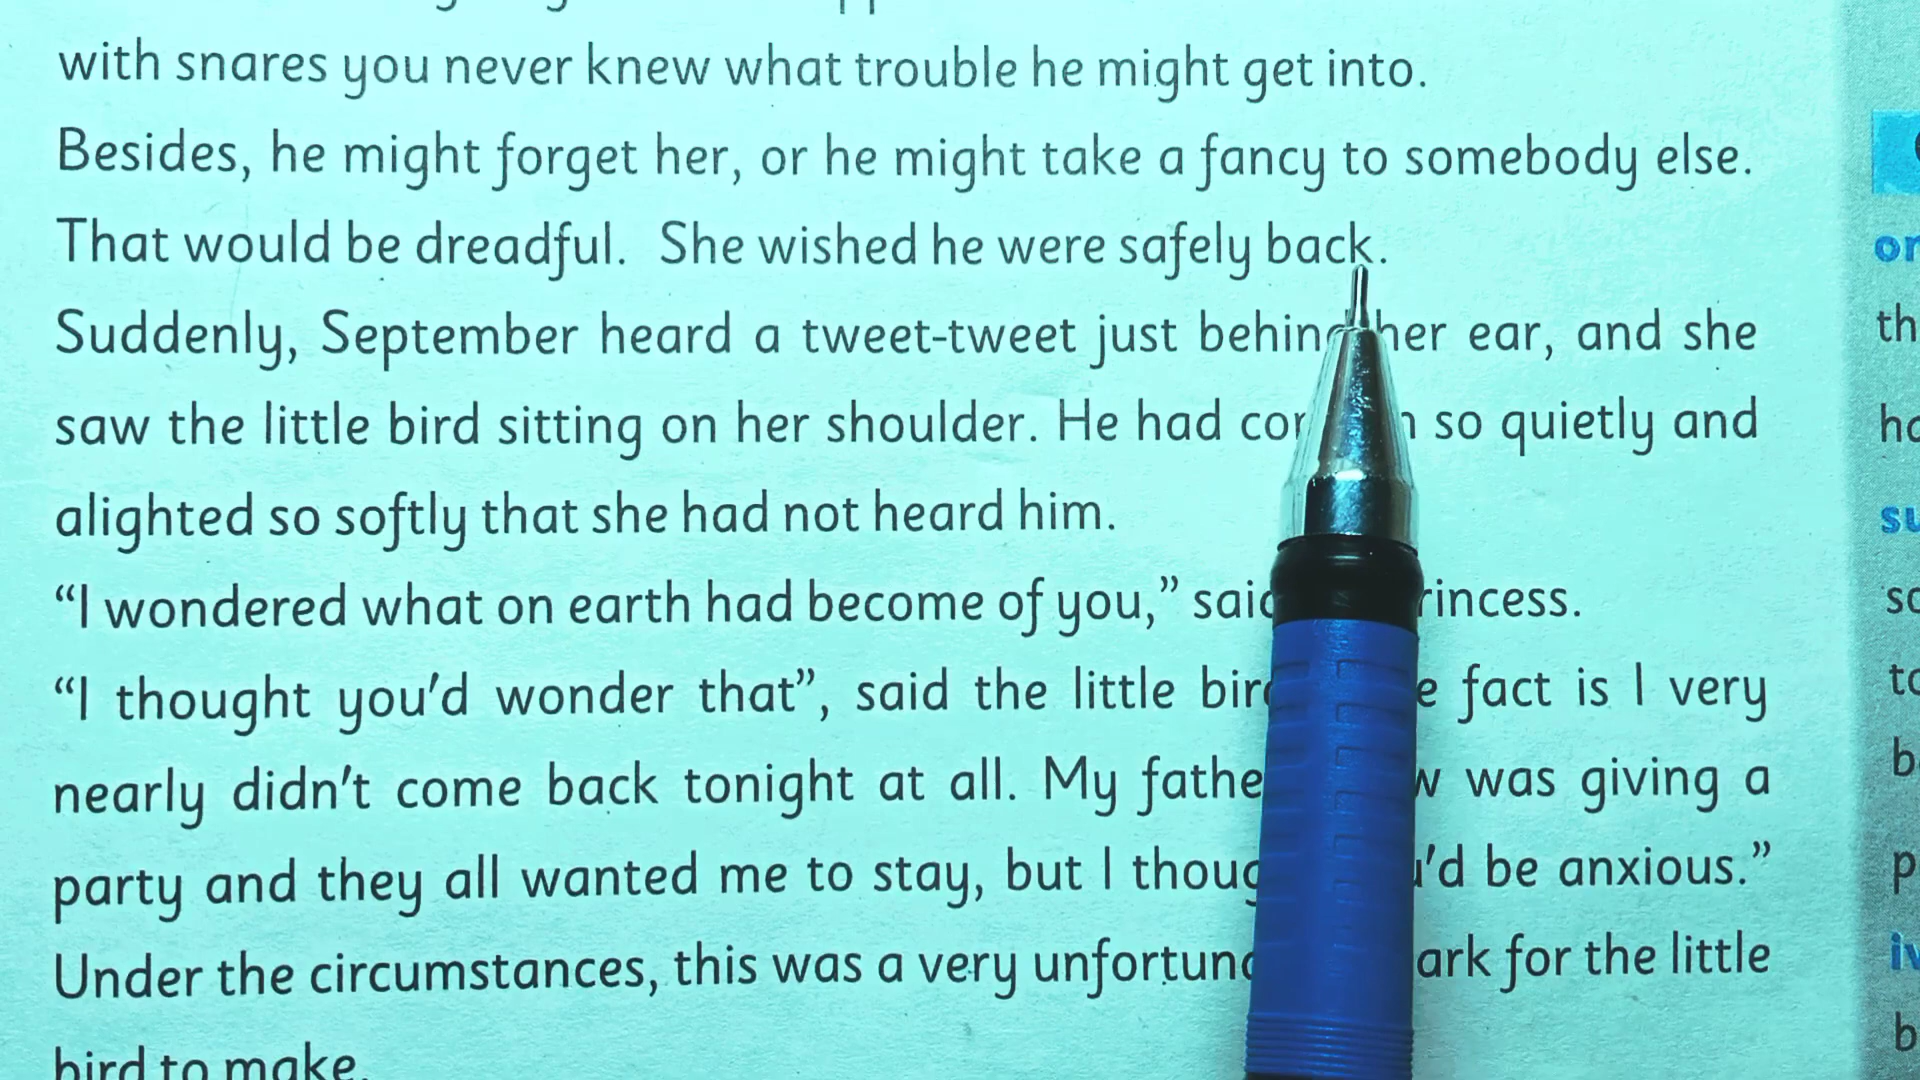 with snares you never knew what trouble he might get into.
Besides, he might forget her, or he might take a fancy to somebody else.
That would be dreadful. She wished he were safely back.
Suddenly, September heard a tweet-tweet just behind her ear, and she
saw the little bird sitting on her shoulder. He had so quietly and
alighted so softly that she had not heard him.
“I wondered what on earth had become of you,” said
“I thought you’d wonder that”, said the little fact is I very
nearly didn’t come back tonight at all. My was giving a
party and they all wanted me to stay, but I be anxious.”
Under the circumstances, this was a very for the little
bird to make.